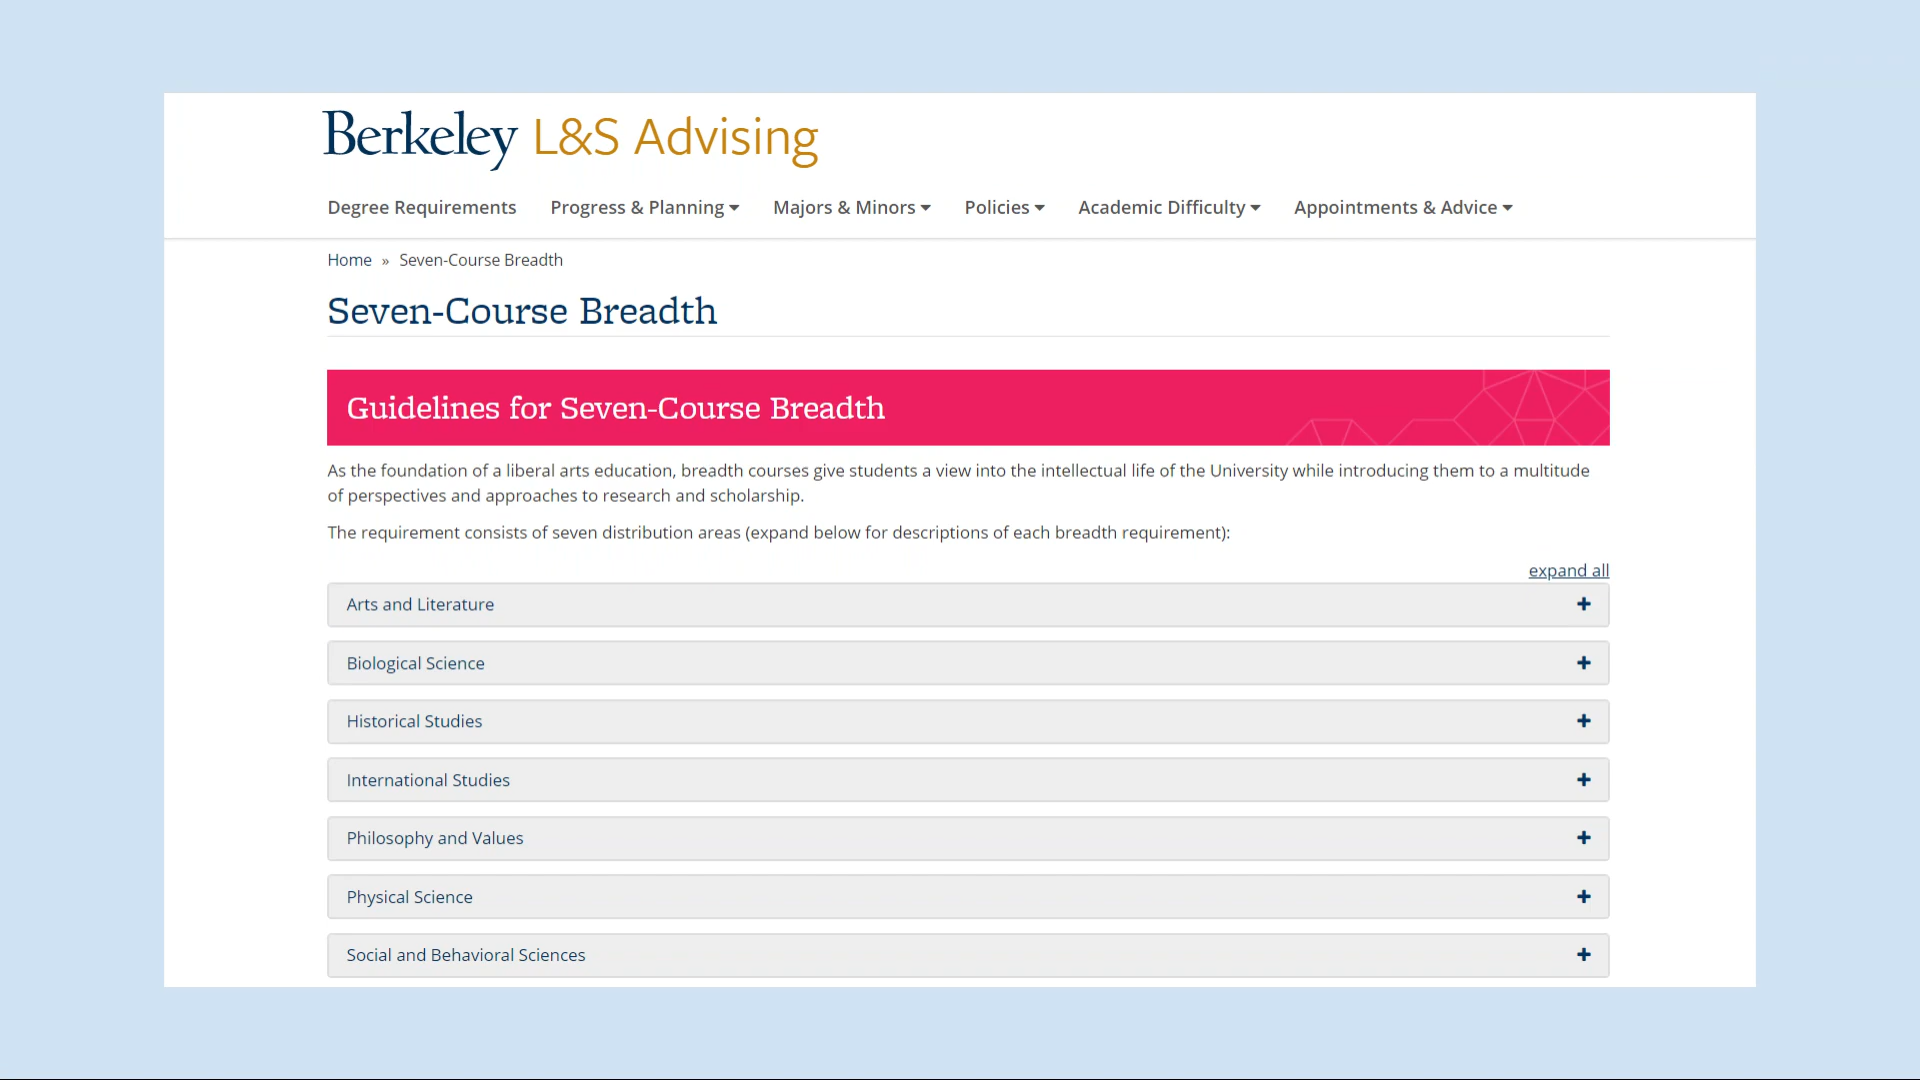 Berkeley L&S Advising
Degree Requirements Progress & Planning Majors & Minors Policies Academic Difficulty Appointments & Advice
Home » Seven-Course Breadth
Seven-Course Breadth
Guidelines for Seven-Course Breadth
As the foundation of a liberal arts education, breadth courses give students a view into the intellectual life of the University while introducing them to a multitude
of perspectives and approaches to research and scholarship.
The requirement consists of seven distribution areas (expand below for descriptions of each breadth requirement):
expand all
Arts and Literature
Biological Science
Historical Studies
International Studies
Philosophy and Values
Physical Science
Social and Behavioral Sciences